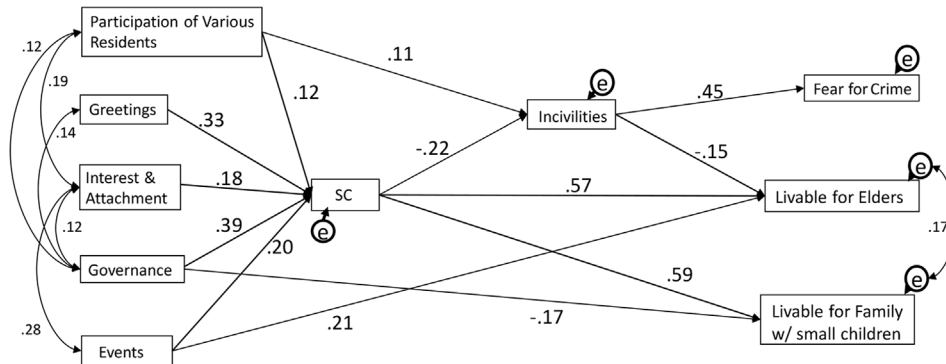 Participation of Various
Residents
.12
.11
e
.19
.12
.45
Fear for Crime
e
Greetings
.33
Incivilities
.14
-.22
-.15
Interest &
Attachment
.18
SC
.57
e
Livable for Elders
.12
.39
e
.17
.20
Governance
.59
e
.21
-.17
Livable for Family
w/ small children
.28
Events